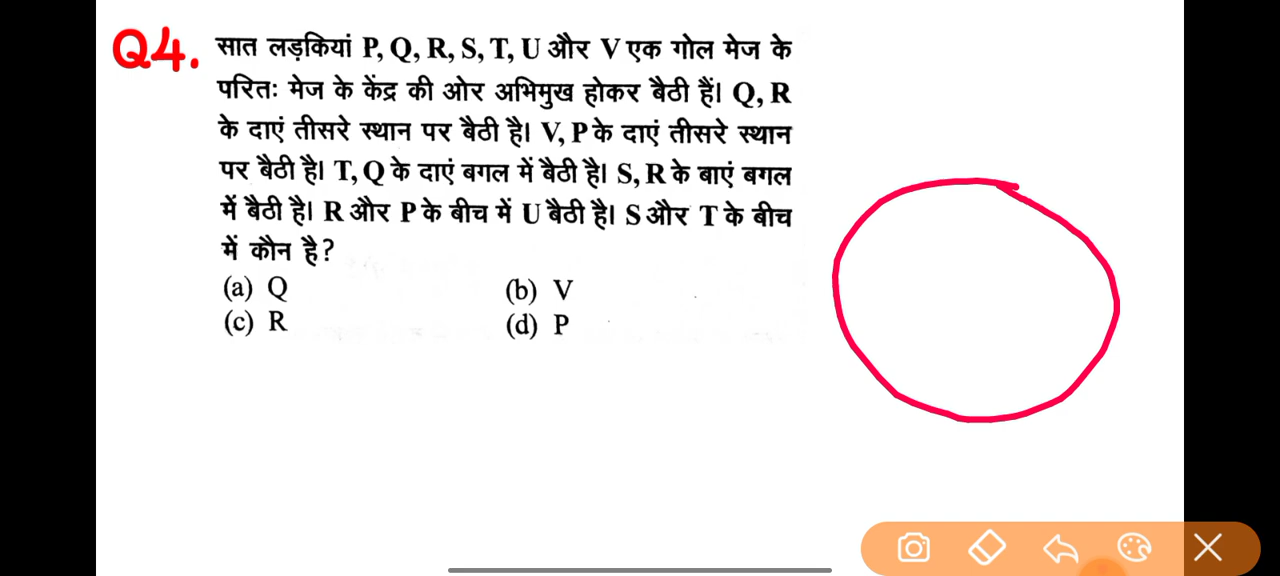 Q4. सात लड़कियां P, Q, R, S, T, U और V एक गोल मेज के
परितः मेज के केंद्र की ओर अभिमुख होकर बैठी हैं। Q, R
के दाएं तीसरे स्थान पर बैठी है। V, P के दाएं तीसरे स्थान
पर बैठी है। T, Q के दाएं बगल में बैठी है। S, R के बाएं बगल
में बैठी है। R और P के बीच में U बैठी है। S और T के बीच
में कौन है?
(a) Q (b) V
(c) R (d) P